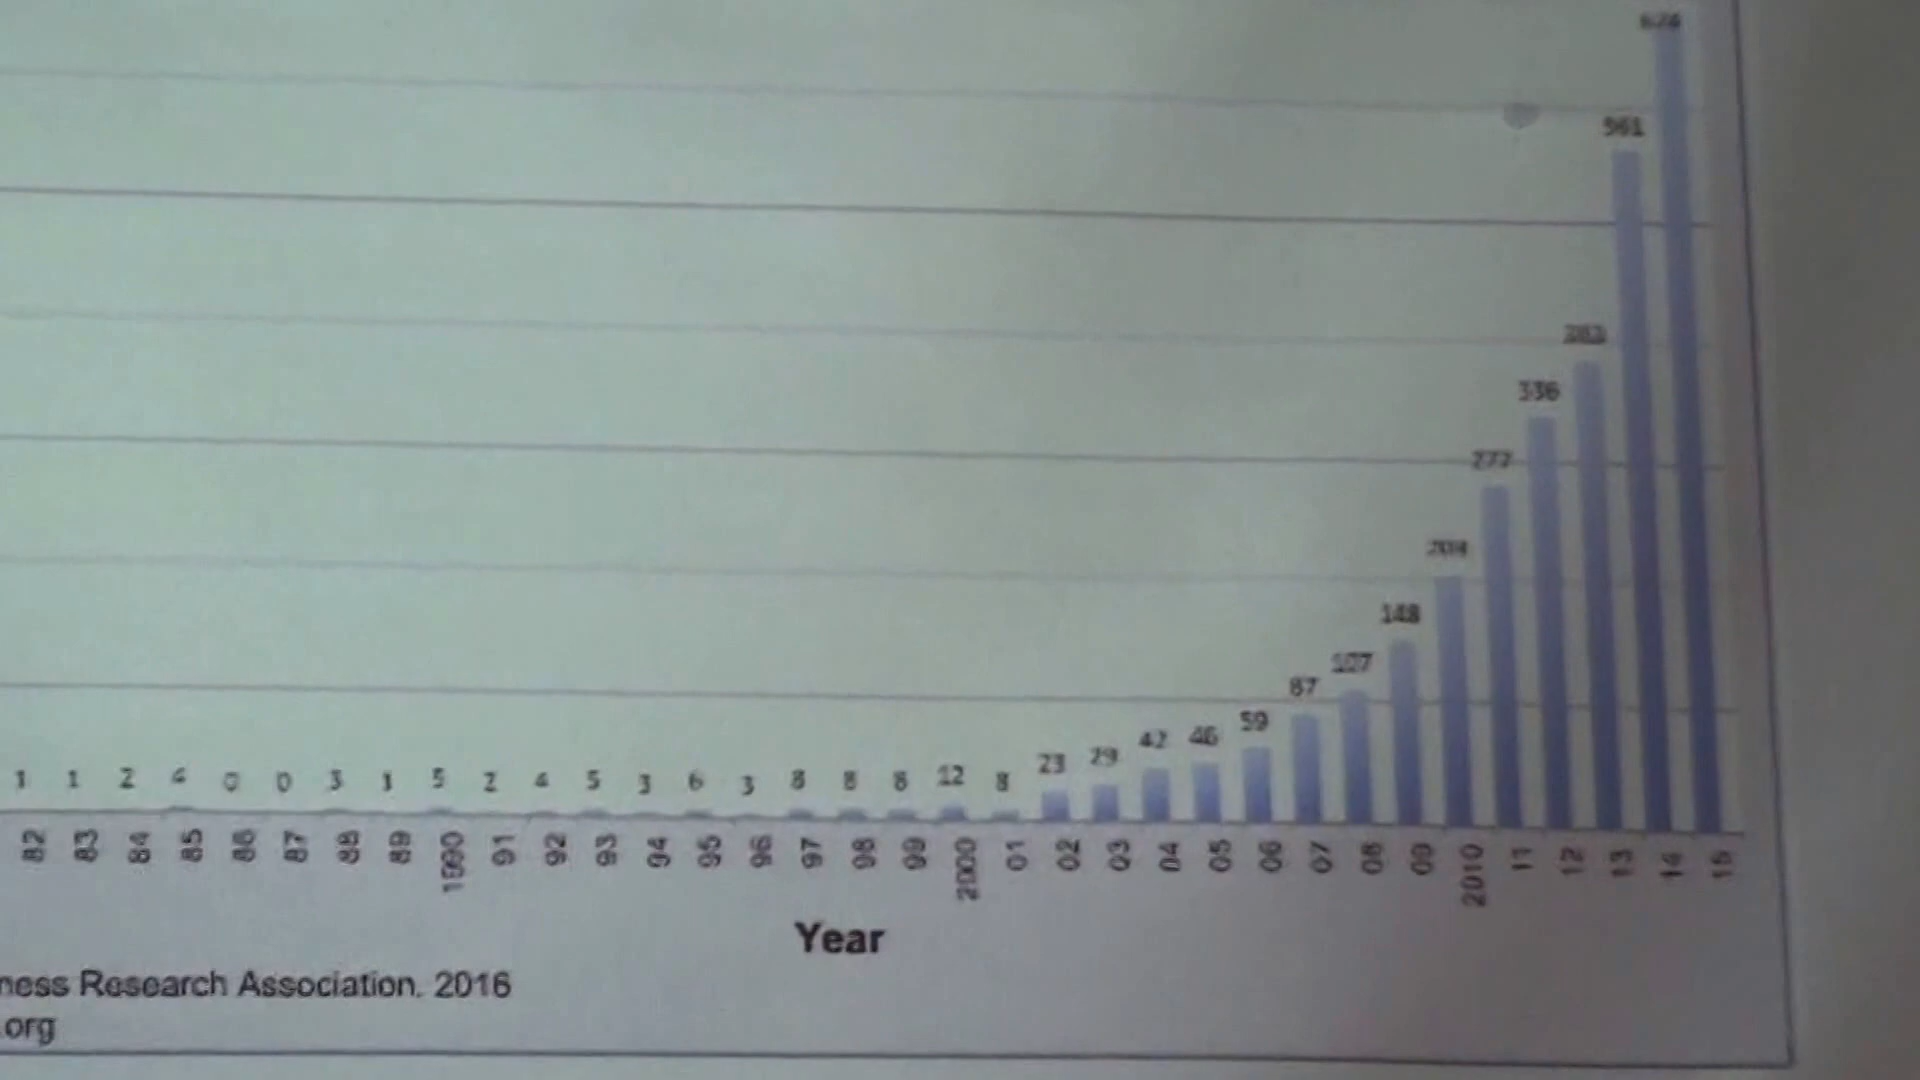 1 1 2 4 0 0 3 1 5 2 4 5 3 6 3 8 8 8 12 8 23 29 42 46 59 87 107 148 277 336 624
82 83 84 85 86 87 88 89 1990 91 92 93 94 95 96 97 98 99 2000 01 02 03 04 05 06 07 08 09 2010 11 12 13 14 15
Year
ness Research Association. 2016
.org